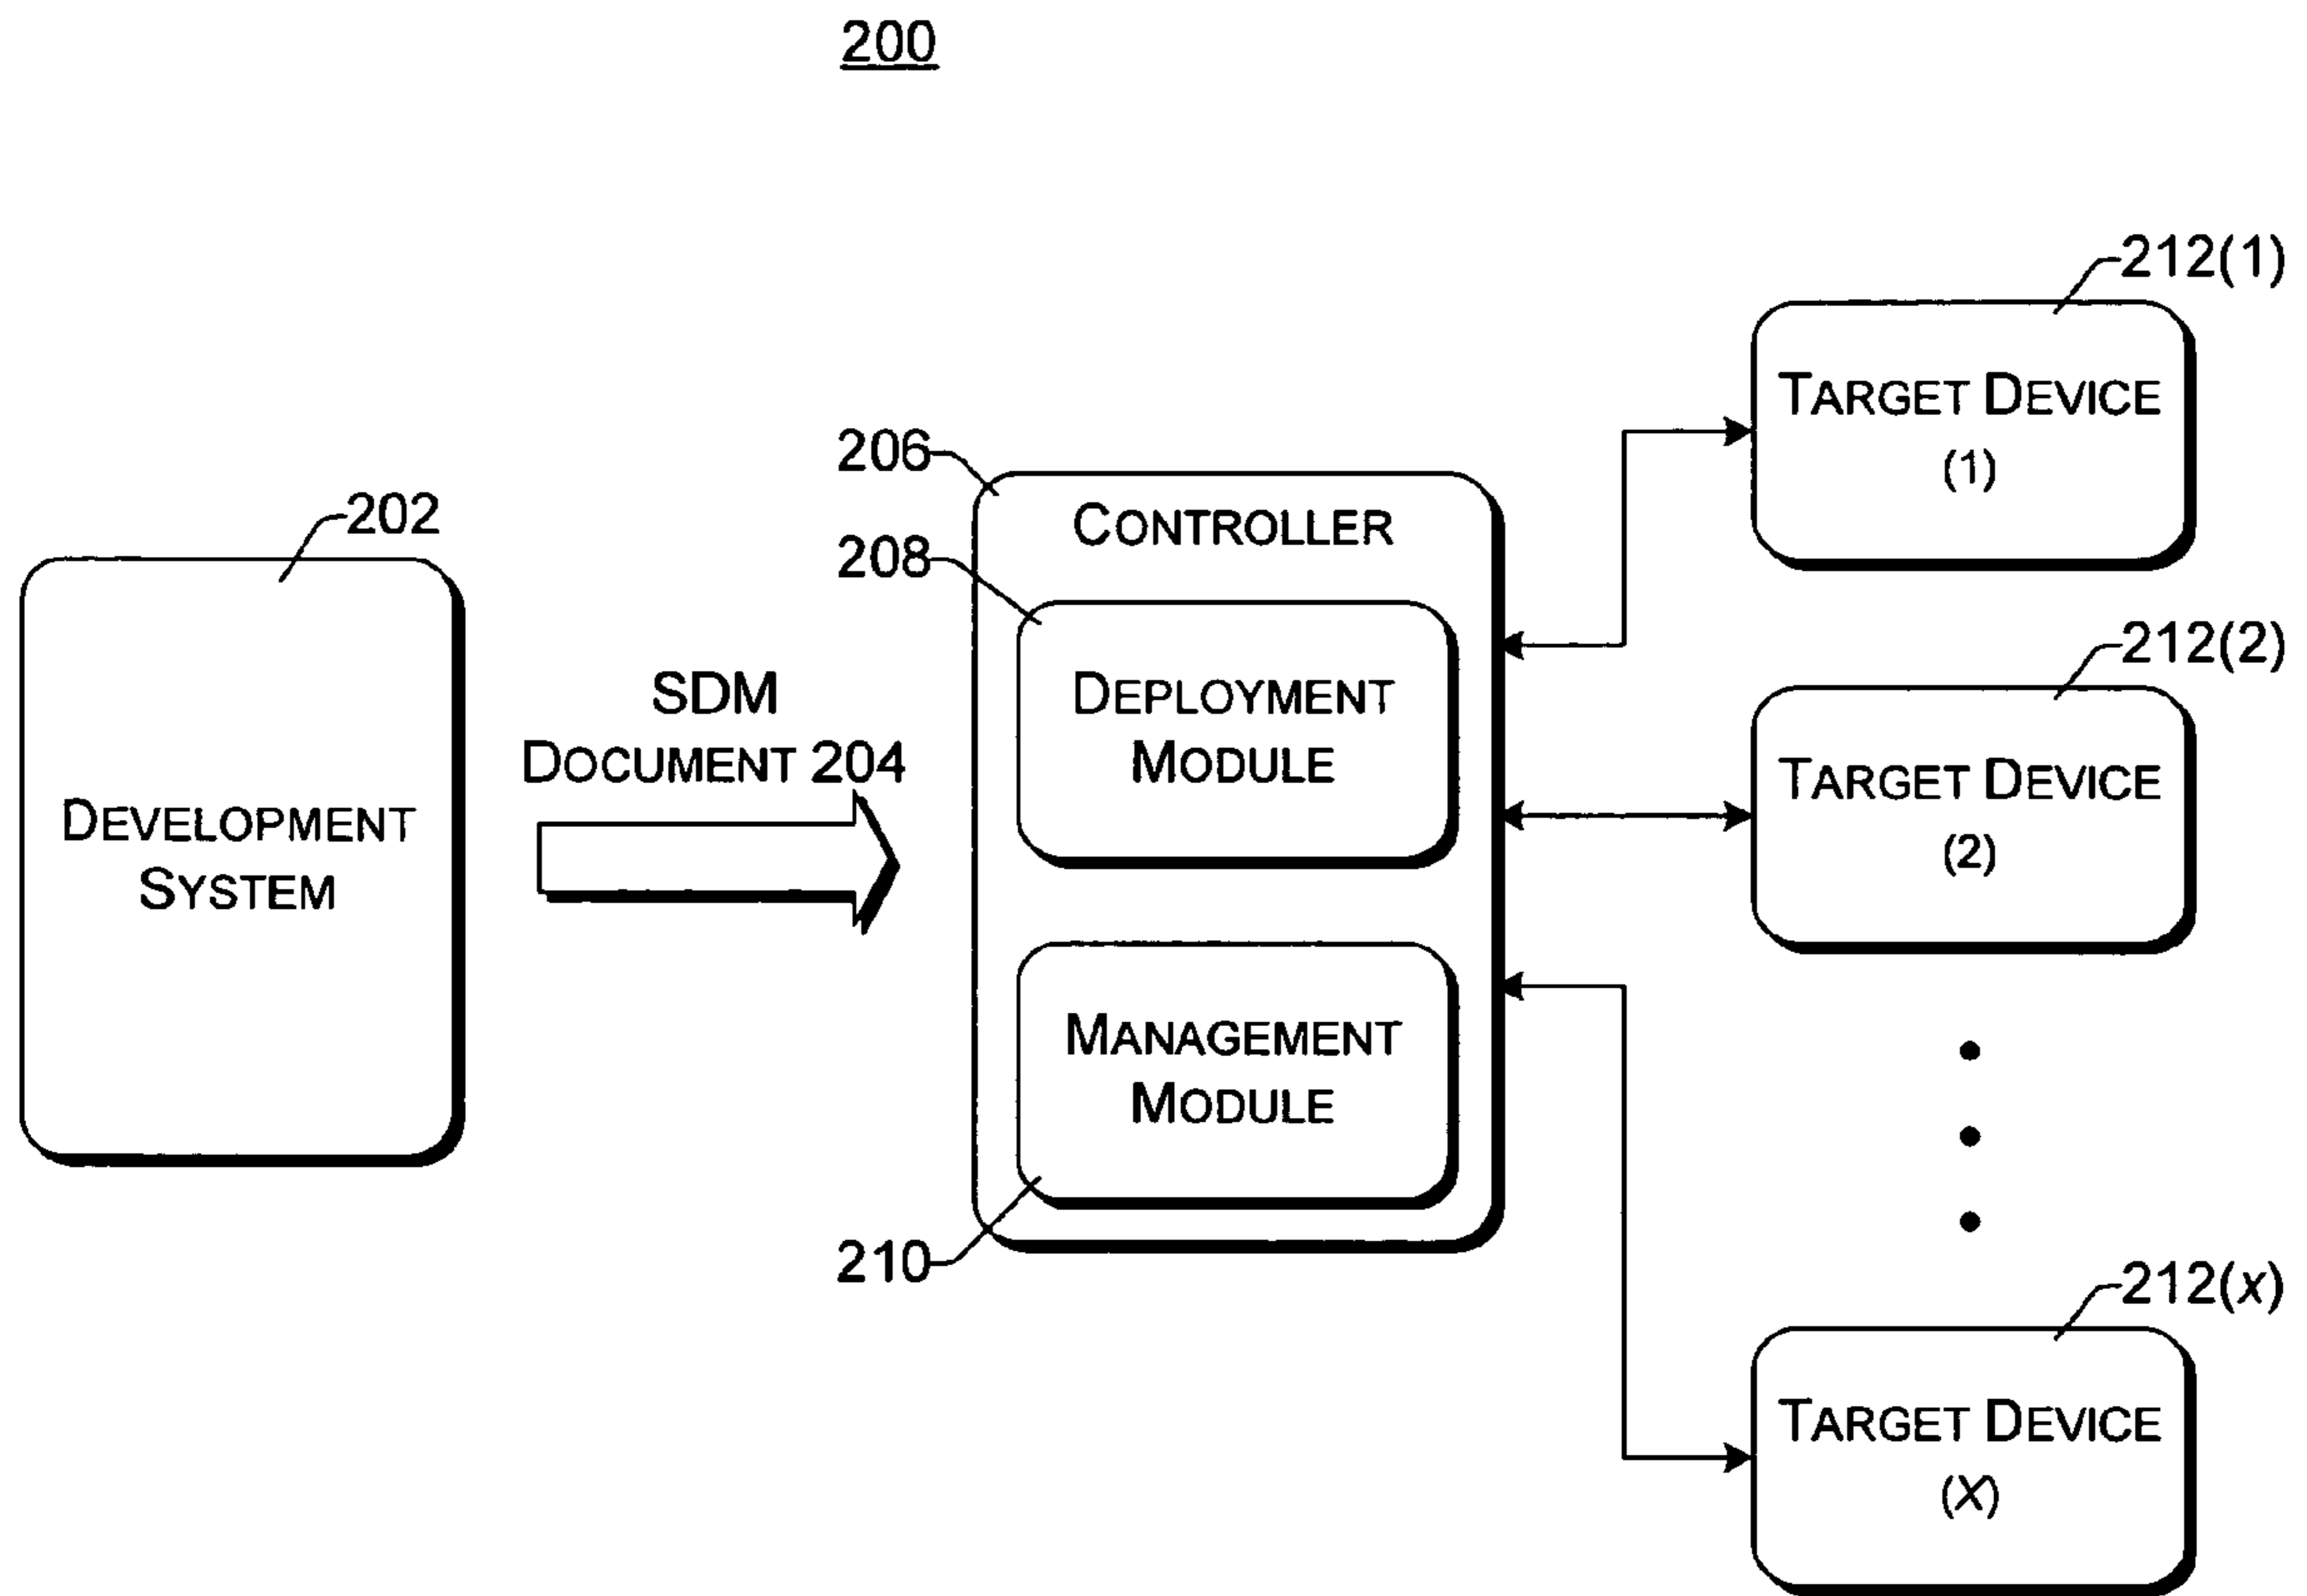 200
202
DEVELOPMENT
SYSTEM
SDM
DOCUMENT 204
206
CONTROLLER
208
DEPLOYMENT
MODULE
MANAGEMENT
MODULE
210
212(1)
TARGET DEVICE
(1)
212(2)
TARGET DEVICE
(2)
212(x)
TARGET DEVICE
(X)